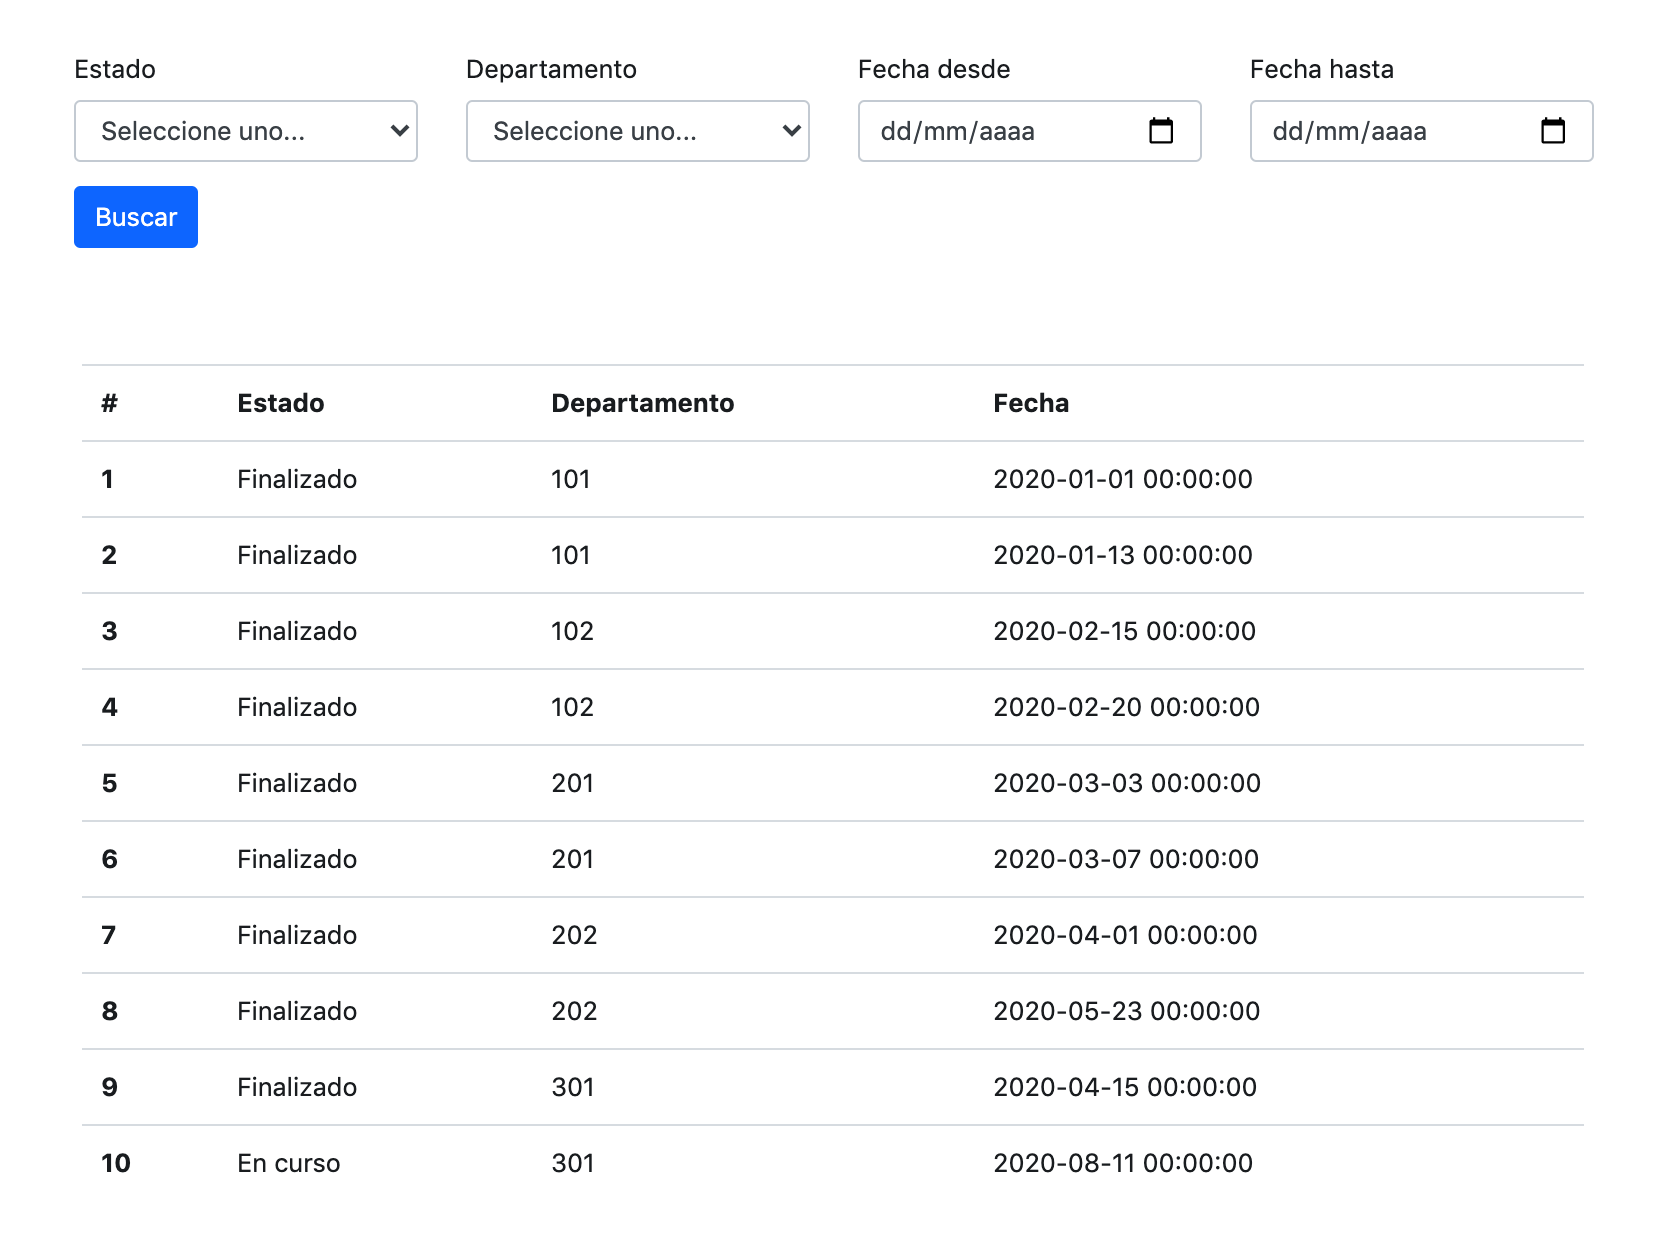 Estado Departamento Fecha desde Fecha hasta
Seleccione uno... Seleccione uno... dd/mm/aaaa dd/mm/aaaa
Buscar
# Estado Departamento Fecha
1 Finalizado 101 2020-01-01 00:00:00
2 Finalizado 101 2020-01-13 00:00:00
3 Finalizado 102 2020-02-15 00:00:00
4 Finalizado 102 2020-02-20 00:00:00
5 Finalizado 201 2020-03-03 00:00:00
6 Finalizado 201 2020-03-07 00:00:00
7 Finalizado 202 2020-04-01 00:00:00
8 Finalizado 202 2020-05-23 00:00:00
9 Finalizado 301 2020-04-15 00:00:00
10 En curso 301 2020-08-11 00:00:00